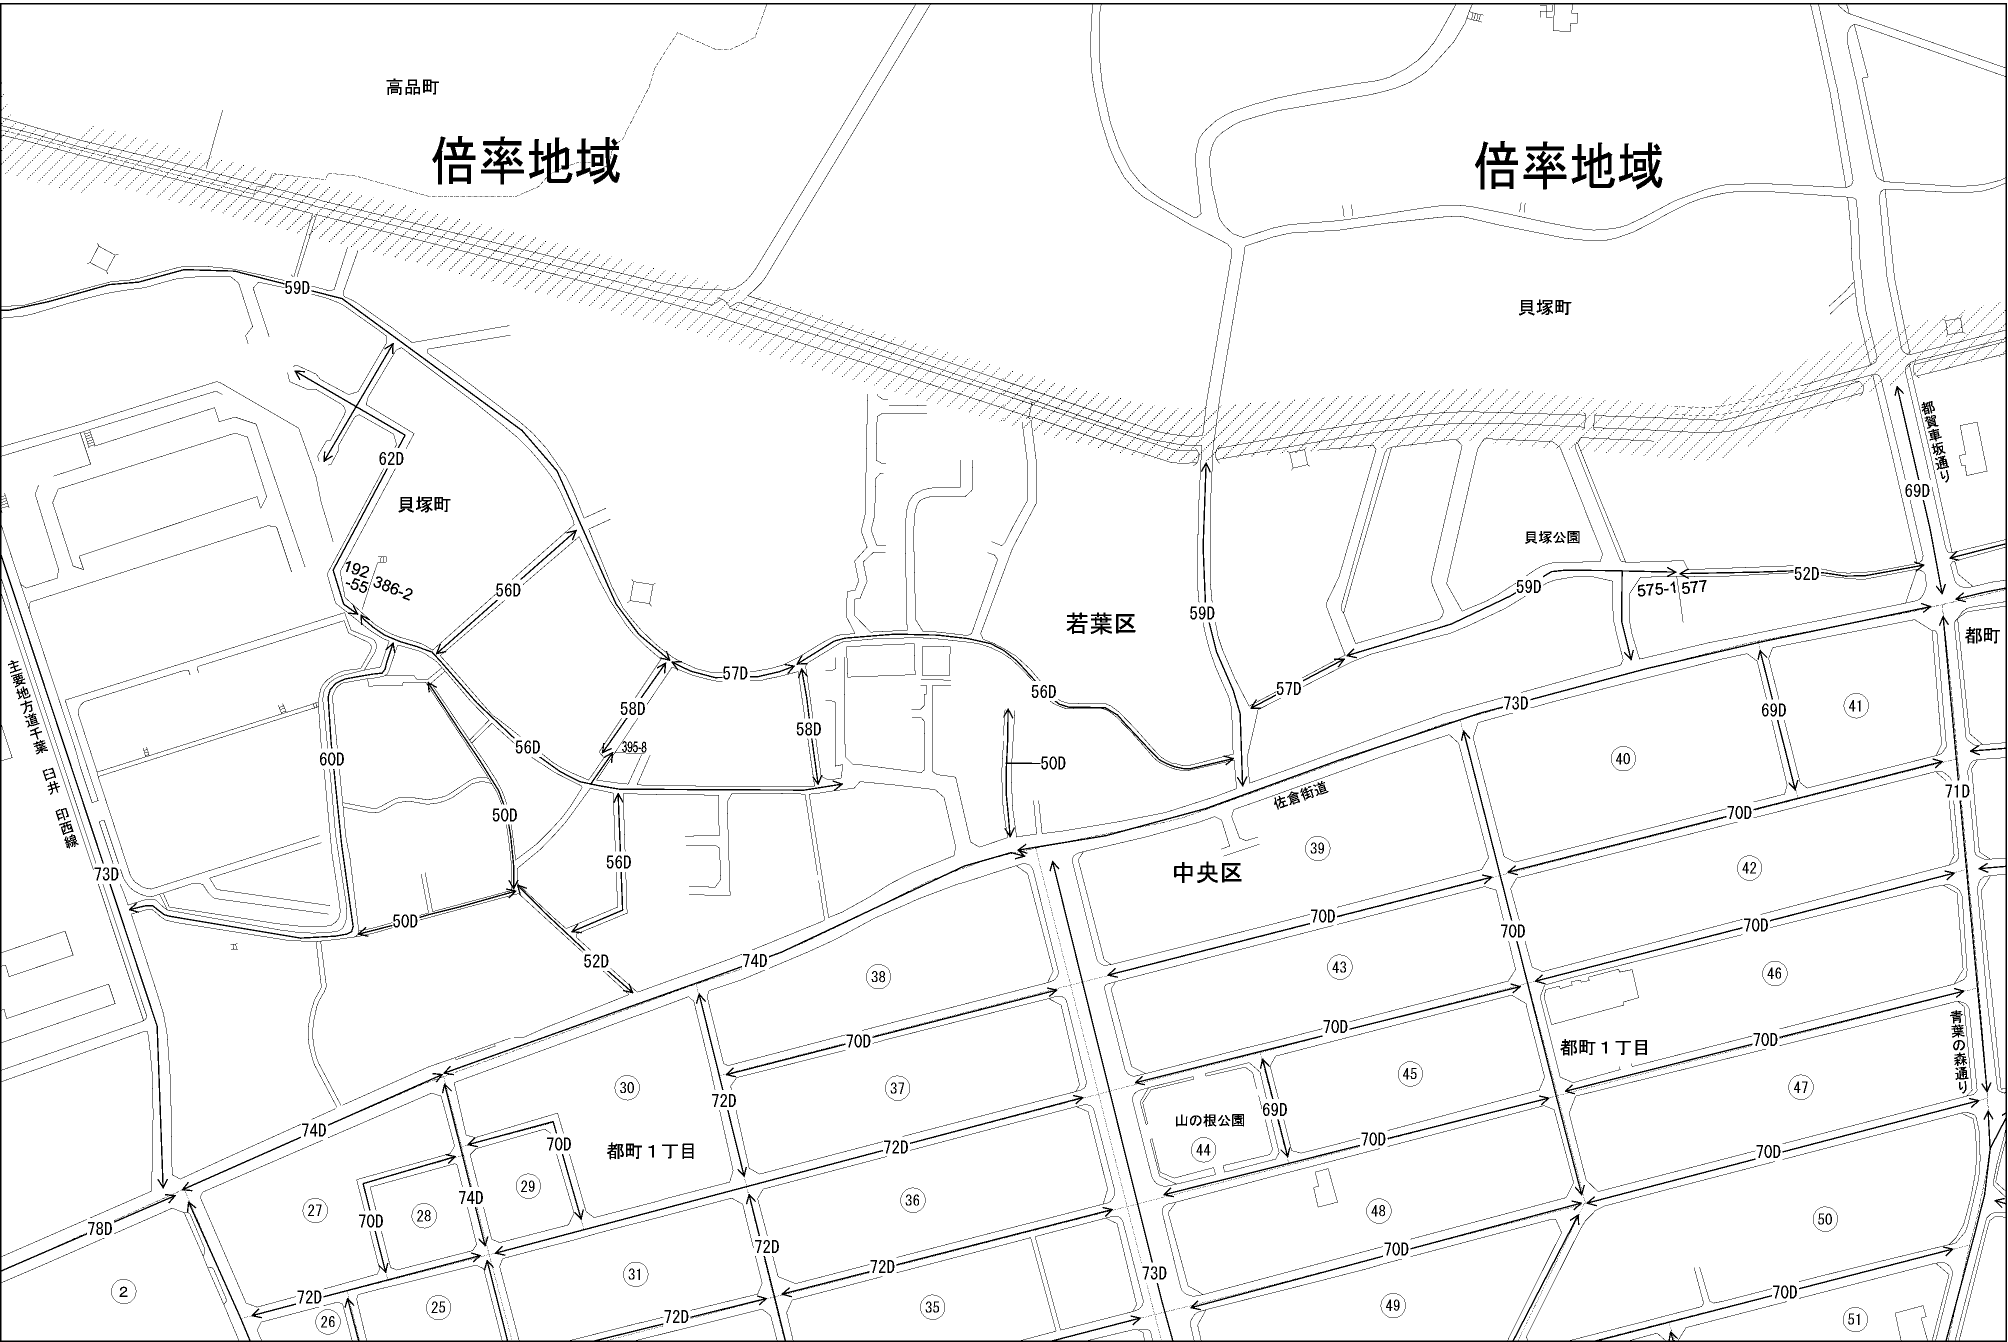 高品町
倍率地域
倍率地域
59D
貝塚町
都賀車坂通り
62D
貝塚町
69D
貝塚公園
192
-55
386-2
56D
59D
52D
575-1
577
若葉区
59D
都町
主要地方道千葉　臼井　印西線
57D
56D
57D
58D
58D
73D
69D
41
56D
395-8
60D
50D
40
71D
佐倉街道
50D
70D
56D
39
中央区
73D
42
70D
50D
70D
70D
52D
74D
43
38
46
青葉の森通り
70D
70D
70D
都町１丁目
45
30
37
47
72D
69D
山の根公園
74D
70D
都町１丁目
72D
70D
44
70D
29
74D
36
27
28
70D
48
50
78D
72D
70D
72D
73D
31
2
72D
70D
25
26
72D
35
49
51